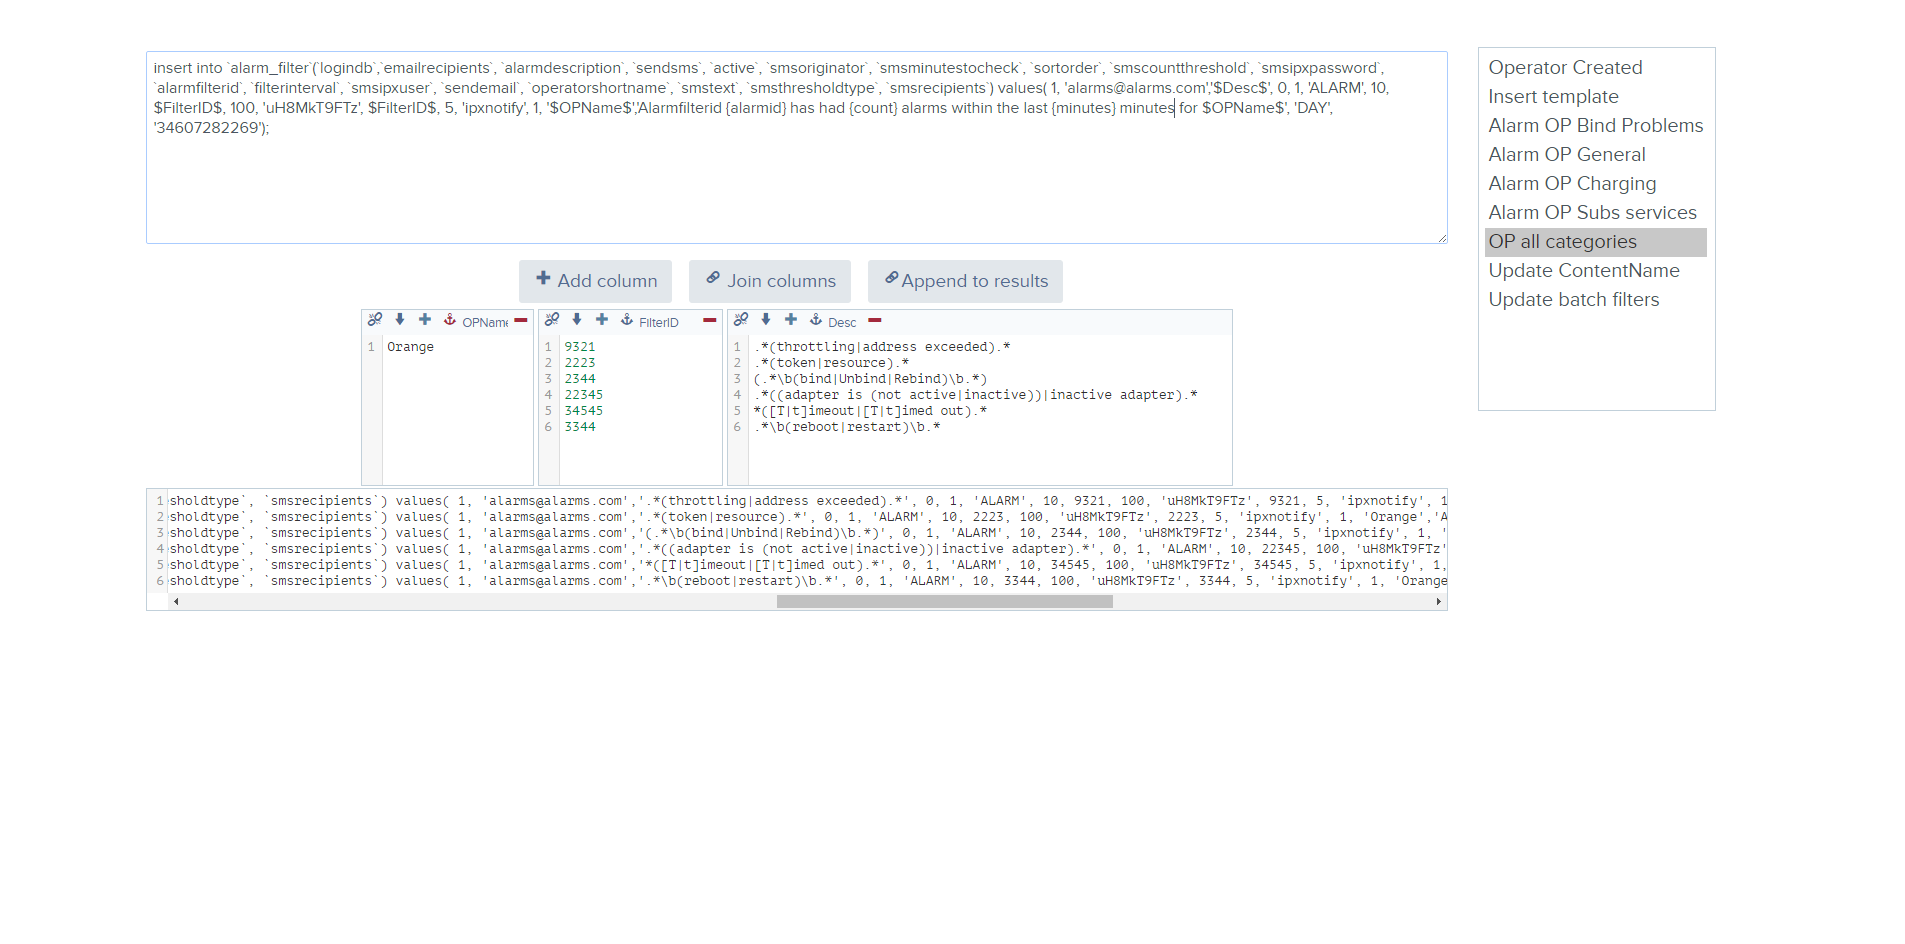 insert into `alarm_filter`(`logindb`,`emailrecipients`, `alarmdescription`, `sendsms`, `active`, `smsoriginator`, `smsminutestocheck`, `sortorder`, `smscountthreshold`, `smsipxpassword`,
`alarmfilterid`, `filterinterval`, `smsipxuser`, `sendemail`, `operatorshortname`, `smstext`, `smsthresholdtype`, `smsrecipients`) values( 1, 'alarms@alarms.com','$Desc$', 0, 1, 'ALARM', 10,
$FilterID$, 100, 'uH8MkT9FTz', $FilterID$, 5, 'ipxnotify', 1, '$OPName$','Alarmfilterid {alarmid} has had {count} alarms within the last {minutes} minutes for $OPName$', 'DAY',
'34607282269');
Operator Created
Insert template
Alarm OP Bind Problems
Alarm OP General
Alarm OP Charging
Alarm OP Subs services
OP all categories
Update ContentName
Update batch filters
Add column
Join columns
Append to results
OPName
1 Orange
FilterID
1 9321
2 2223
3 2344
4 22345
5 34545
6 3344
Desc
1 .*(throttling|address exceeded).*
2 .*(token|resource).*
3 (.*\b(bind|Unbind|Rebind)\b.*)
4 .*((adapter is (not active|inactive))|inactive adapter).*
5 *([T|t]imeout|[T|t]imed out).*
6 .*\b(reboot|restart)\b.*
1 sholdtype`, `smsrecipients`) values( 1, 'alarms@alarms.com','.*(throttling|address exceeded).*', 0, 1, 'ALARM', 10, 9321, 100, 'uH8MkT9FTz', 9321, 5, 'ipxnotify', 1
2 sholdtype`, `smsrecipients`) values( 1, 'alarms@alarms.com','.*(token|resource).*', 0, 1, 'ALARM', 10, 2223, 100, 'uH8MkT9FTz', 2223, 5, 'ipxnotify', 1, 'Orange','A
3 sholdtype`, `smsrecipients`) values( 1, 'alarms@alarms.com','(.*\b(bind|Unbind|Rebind)\b.*)', 0, 1, 'ALARM', 10, 2344, 100, 'uH8MkT9FTz', 2344, 5, 'ipxnotify', 1, '
4 sholdtype`, `smsrecipients`) values( 1, 'alarms@alarms.com','.*((adapter is (not active|inactive))|inactive adapter).*', 0, 1, 'ALARM', 10, 22345, 100, 'uH8MkT9FTz'
5 sholdtype`, `smsrecipients`) values( 1, 'alarms@alarms.com','*([T|t]imeout|[T|t]imed out).*', 0, 1, 'ALARM', 10, 34545, 100, 'uH8MkT9FTz', 34545, 5, 'ipxnotify', 1,
6 sholdtype`, `smsrecipients`) values( 1, 'alarms@alarms.com','.*\b(reboot|restart)\b.*', 0, 1, 'ALARM', 10, 3344, 100, 'uH8MkT9FTz', 3344, 5, 'ipxnotify', 1, 'Orange